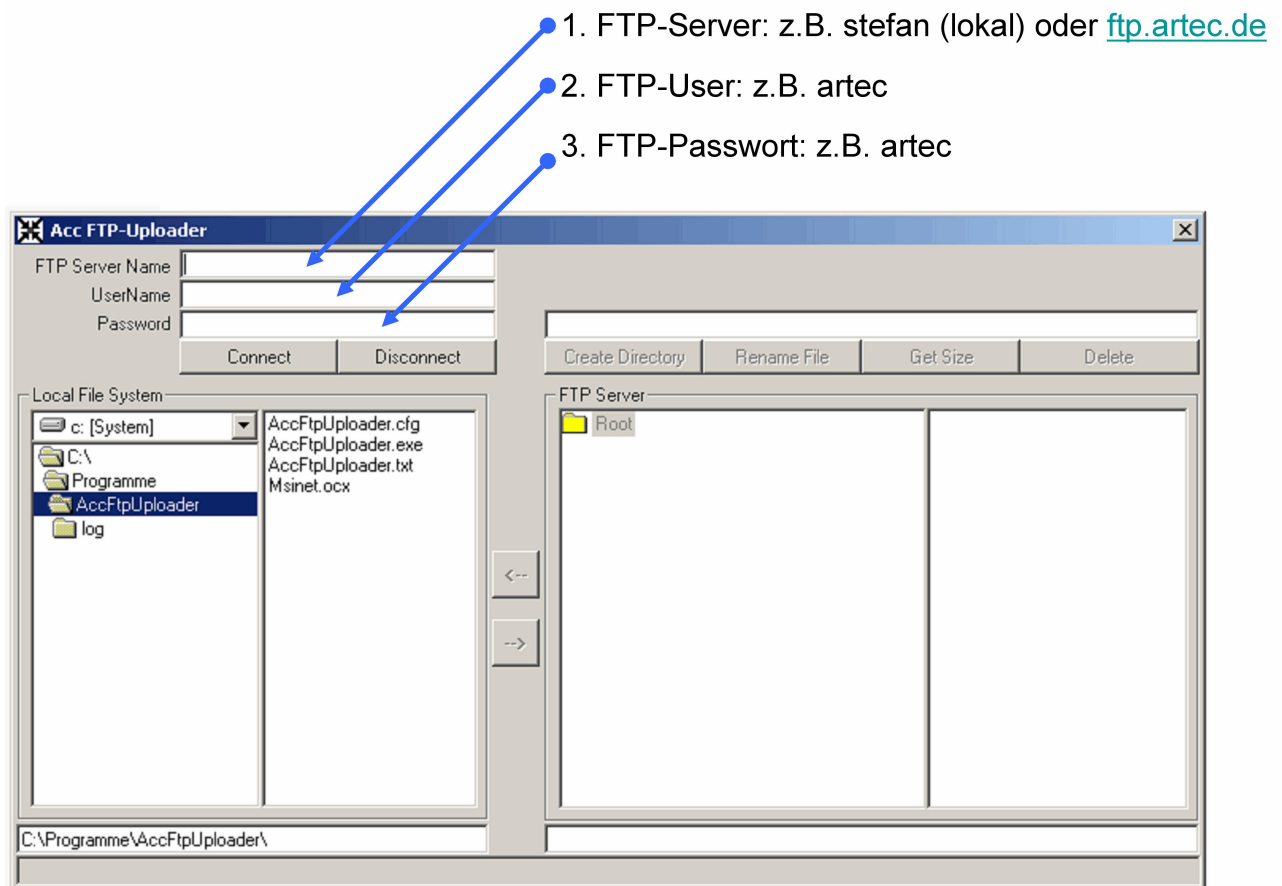 1. FTP-Server: z.B. stefan (lokal) oder ftp.artec.de
2. FTP-User: z.B. artec
3. FTP-Passwort: z.B. artec
Acc FTP-Uploader
FTP Server Name
UserName
Password
Connect
Disconnect
Create Directory
Rename File
Get Size
Delete
Local File System
c: [System]
C:\
Programme
AccFtpUploader
log
AccFtpUploader.cfg
AccFtpUploader.exe
AccFtpUploader.txt
Msinet.ocx
<--
-->
FTP Server
Root
C:\Programme\AccFtpUploader\